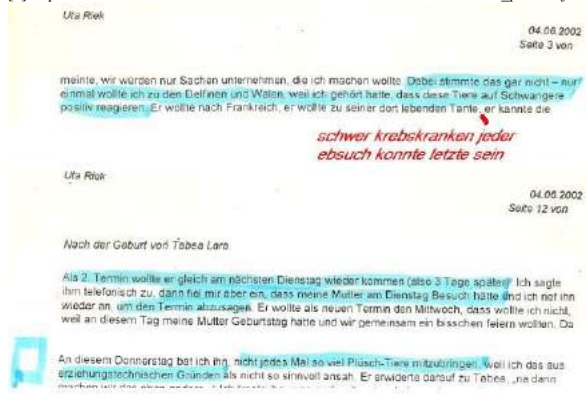 Uta Riek
04.06.2002
Seite 3 von
meinte, wir würden nur Sachen unternehmen, die ich machen wollte. Dabei stimmte das gar nicht – nur
einmal wollte ich zu den Delfinen und Walen, weil ich gehört hatte, dass diese Tiere auf Schwangere
positiv reagieren. Er wollte nach Frankreich, er wollte zu seiner dort lebenden Tante, er kannte die
schwer krebskranken jeder
ebsuch konnte letzte sein
Uta Riek
04.06.2002
Seite 12 von
Nach der Geburt von Tabea Lara
Als 2. Termin wollte er gleich am nächsten Dienstag wieder kommen (also 3 Tage später). Ich sagte
ihm telefonisch zu, dann fiel mir aber ein, dass meine Mutter am Dienstag Besuch hatte und ich rief ihn
wieder an, um den Termin abzusagen. Er wollte als neuen Termin den Mittwoch, dass wollte ich nicht,
weil an diesem Tag meine Mutter Geburtstag hatte und wir gemeinsam ein bisschen feiern wollten. Da
An diesem Donnerstag bat ich ihn, nicht jedes Mal so viel Plüsch-Tiere mitzubringen, weil ich das aus
erziehungstechnischen Gründen als nicht so sinnvoll ansah. Er erwiderte darauf zu Tabea, „na dann